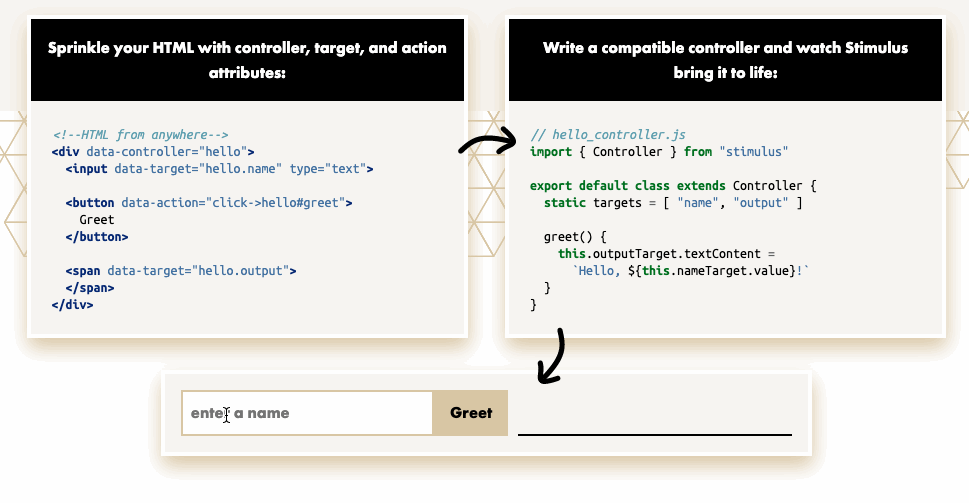 Sprinkle your HTML with controller, target, and action
attributes:
<!--HTML from anywhere-->
<div data-controller="hello">
  <input data-target="hello.name" type="text">

  <button data-action="click->hello#greet">
    Greet
  </button>

  <span data-target="hello.output">
  </span>
</div>
Write a compatible controller and watch Stimulus
bring it to life:
// hello_controller.js
import { Controller } from "stimulus"

export default class extends Controller {
  static targets = [ "name", "output" ]

  greet() {
    this.outputTarget.textContent =
      `Hello, ${this.nameTarget.value}!`
  }
}
enter a name
Greet